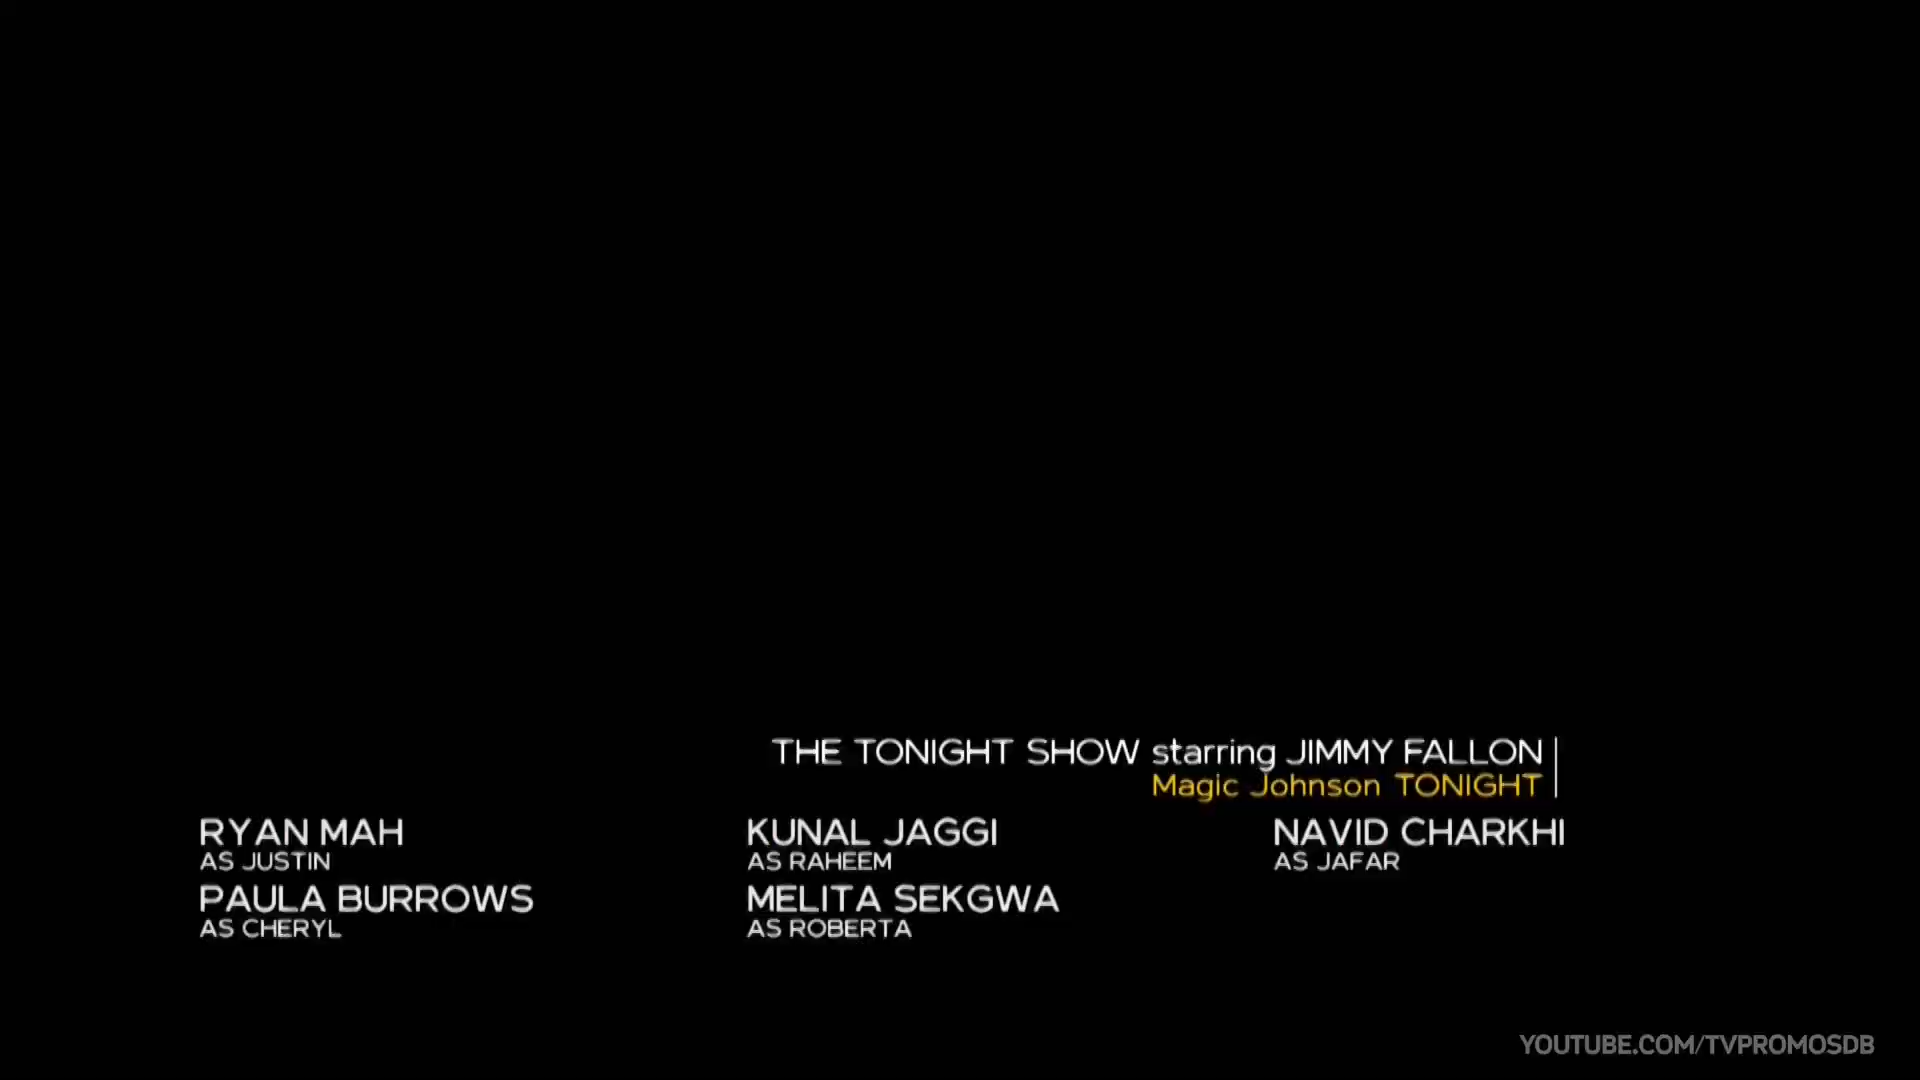 THE TONIGHT SHOW starring JIMMY FALLON
Magic Johnson TONIGHT
RYAN MAH
AS JUSTIN
KUNAL JAGGI
AS RAHEEM
NAVID CHARKHI
AS JAFAR
PAULA BURROWS
AS CHERYL
MELITA SEKGWA
AS ROBERTA
YOUTUBE.COM/TVPROMOSDB